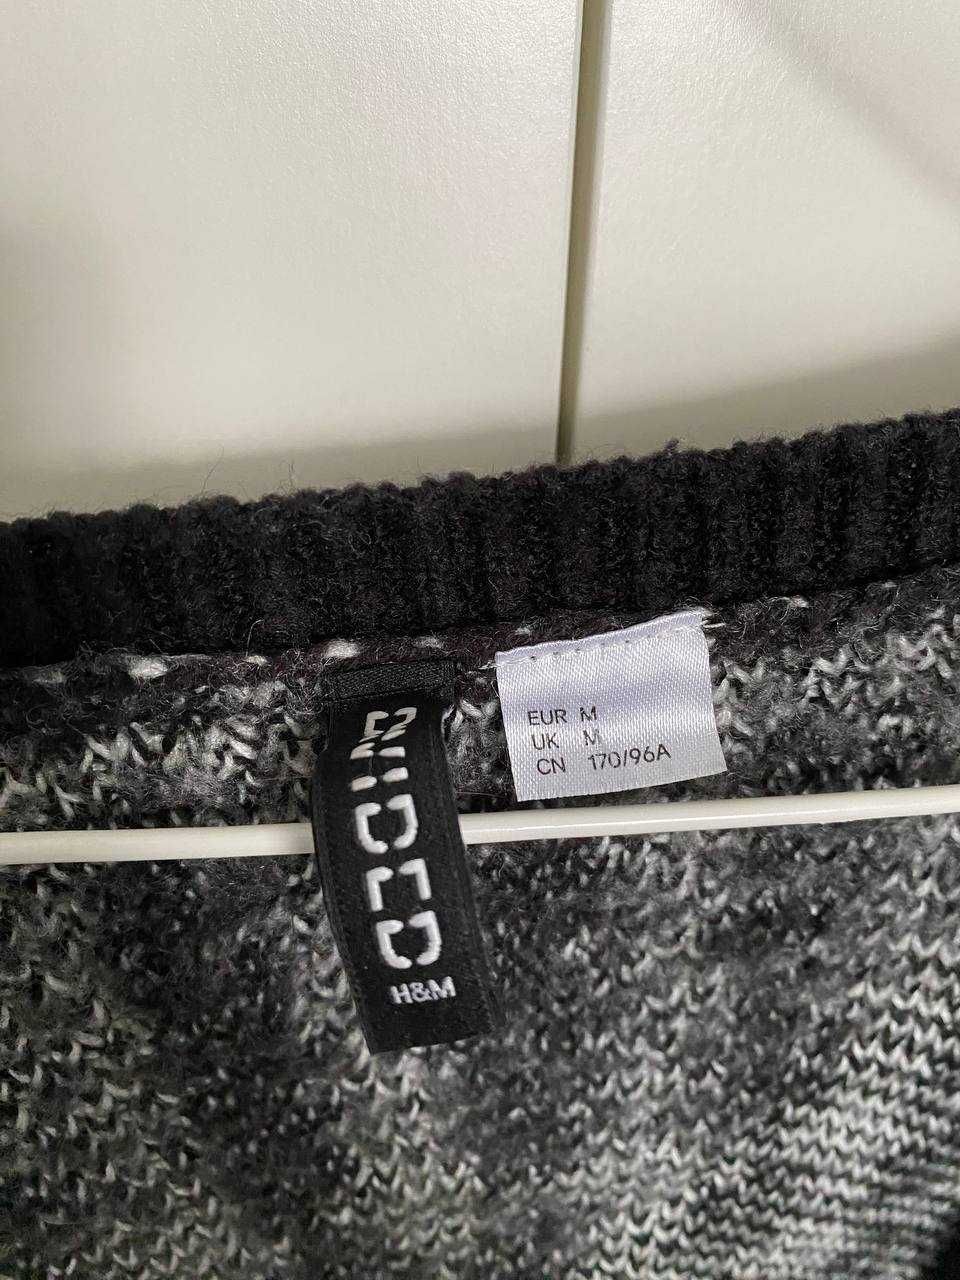 DIVIDED
H&M
EUR M
UK M
CN 170/96A